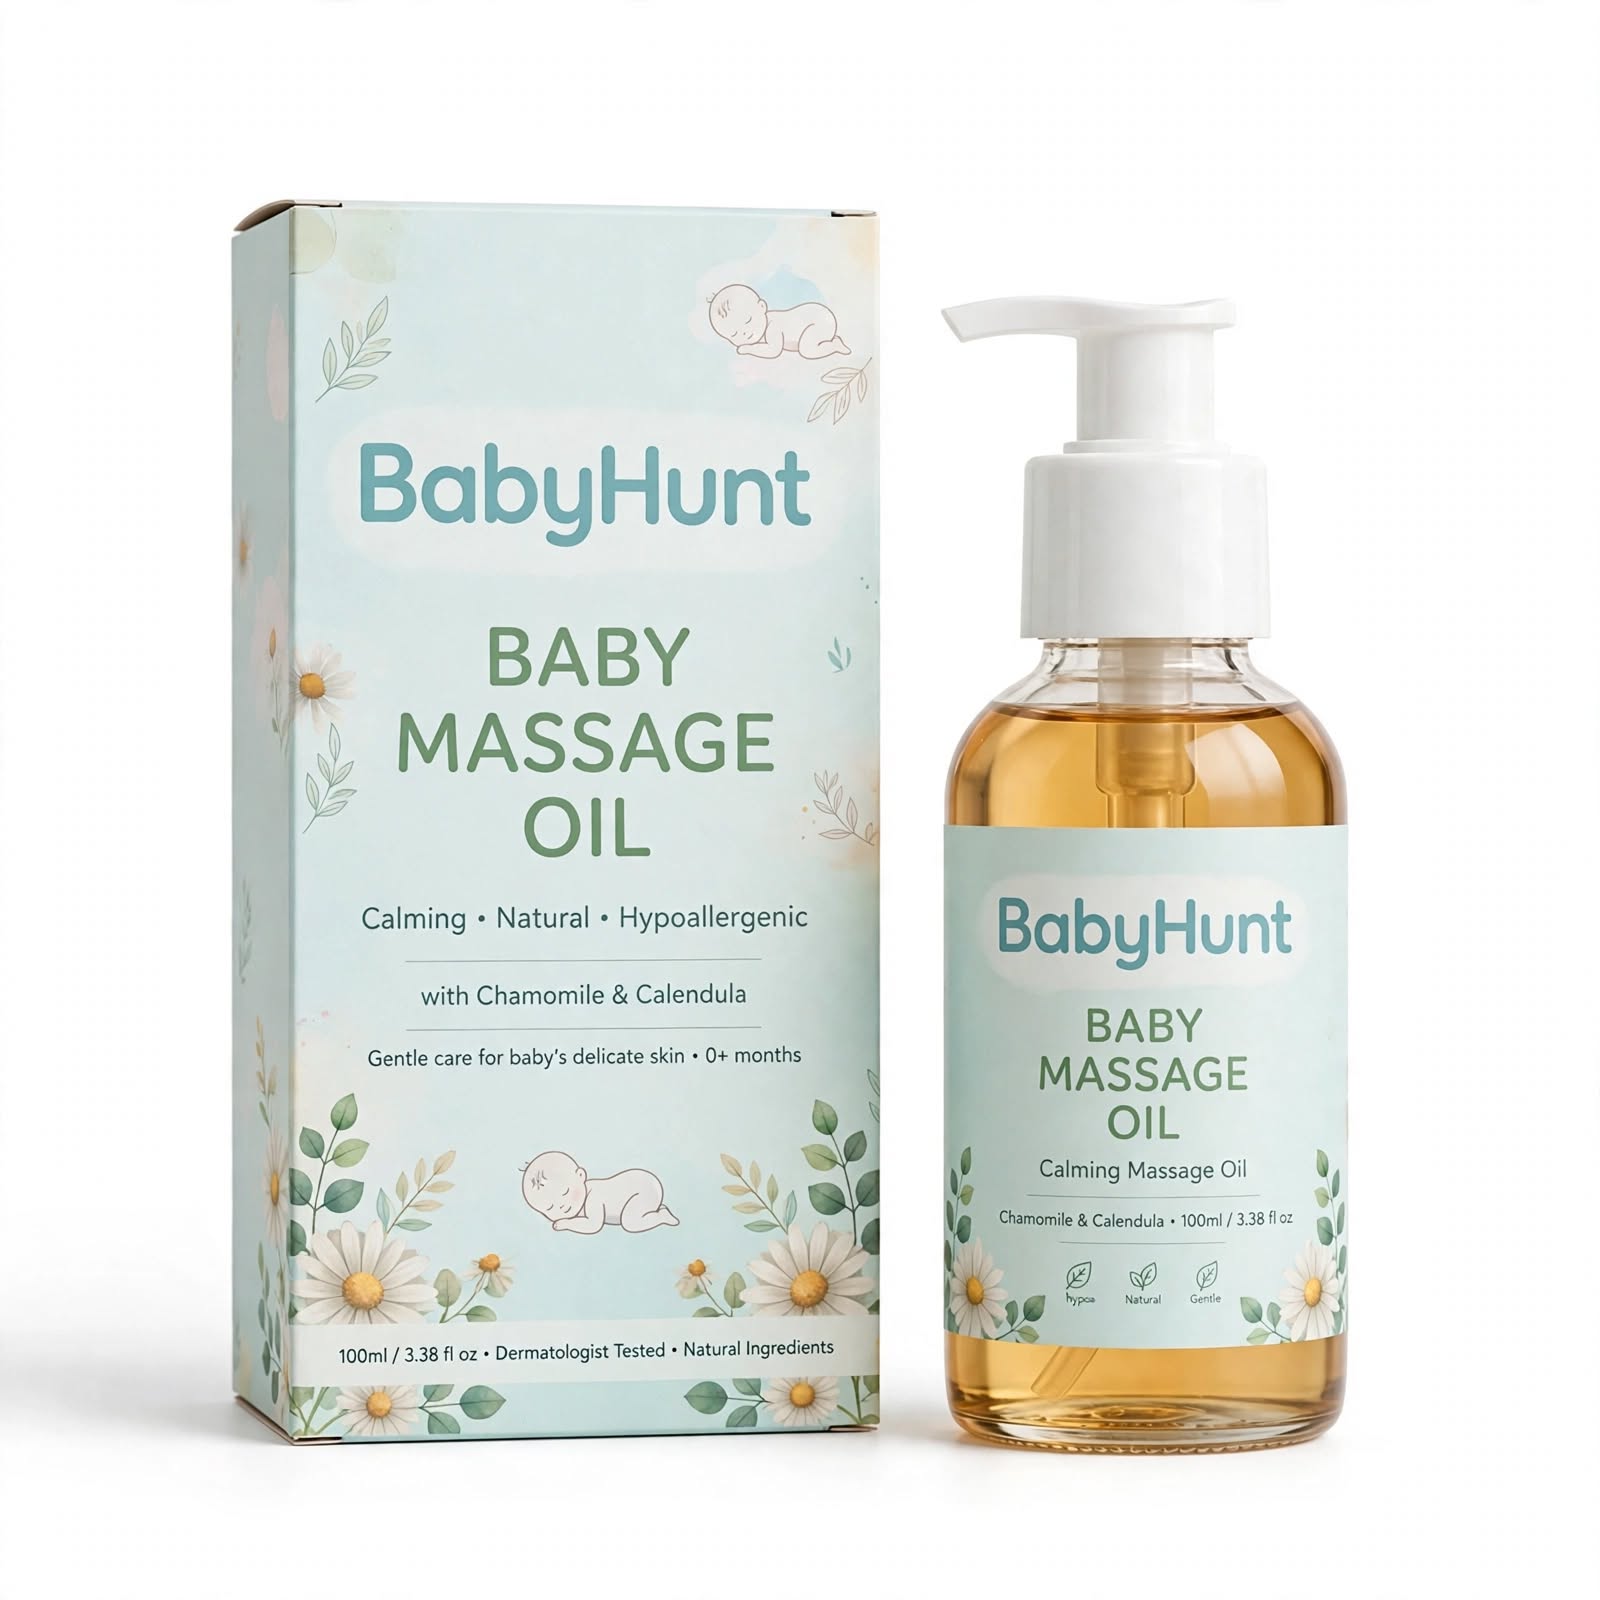 BabyHunt
BABY
MASSAGE
OIL
Calming • Natural • Hypoallergenic
with Chamomile & Calendula
Gentle care for baby's delicate skin • 0+ months
100ml / 3.38 fl oz • Dermatologist Tested • Natural Ingredients
BabyHunt
BABY
MASSAGE
OIL
Calming Massage Oil
Chamomile & Calendula • 100ml / 3.38 fl oz
Natural Gentle